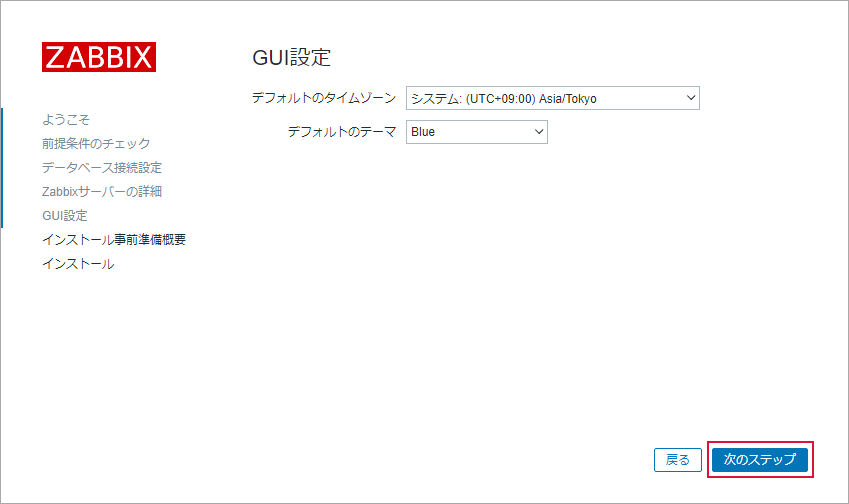 ZABBIX
ようこそ
前提条件のチェック
データベース接続設定
Zabbixサーバーの詳細
GUI設定
インストール事前準備概要
インストール
GUI設定
デフォルトのタイムゾーン システム: (UTC+09:00) Asia/Tokyo
デフォルトのテーマ Blue
戻る 次のステップ